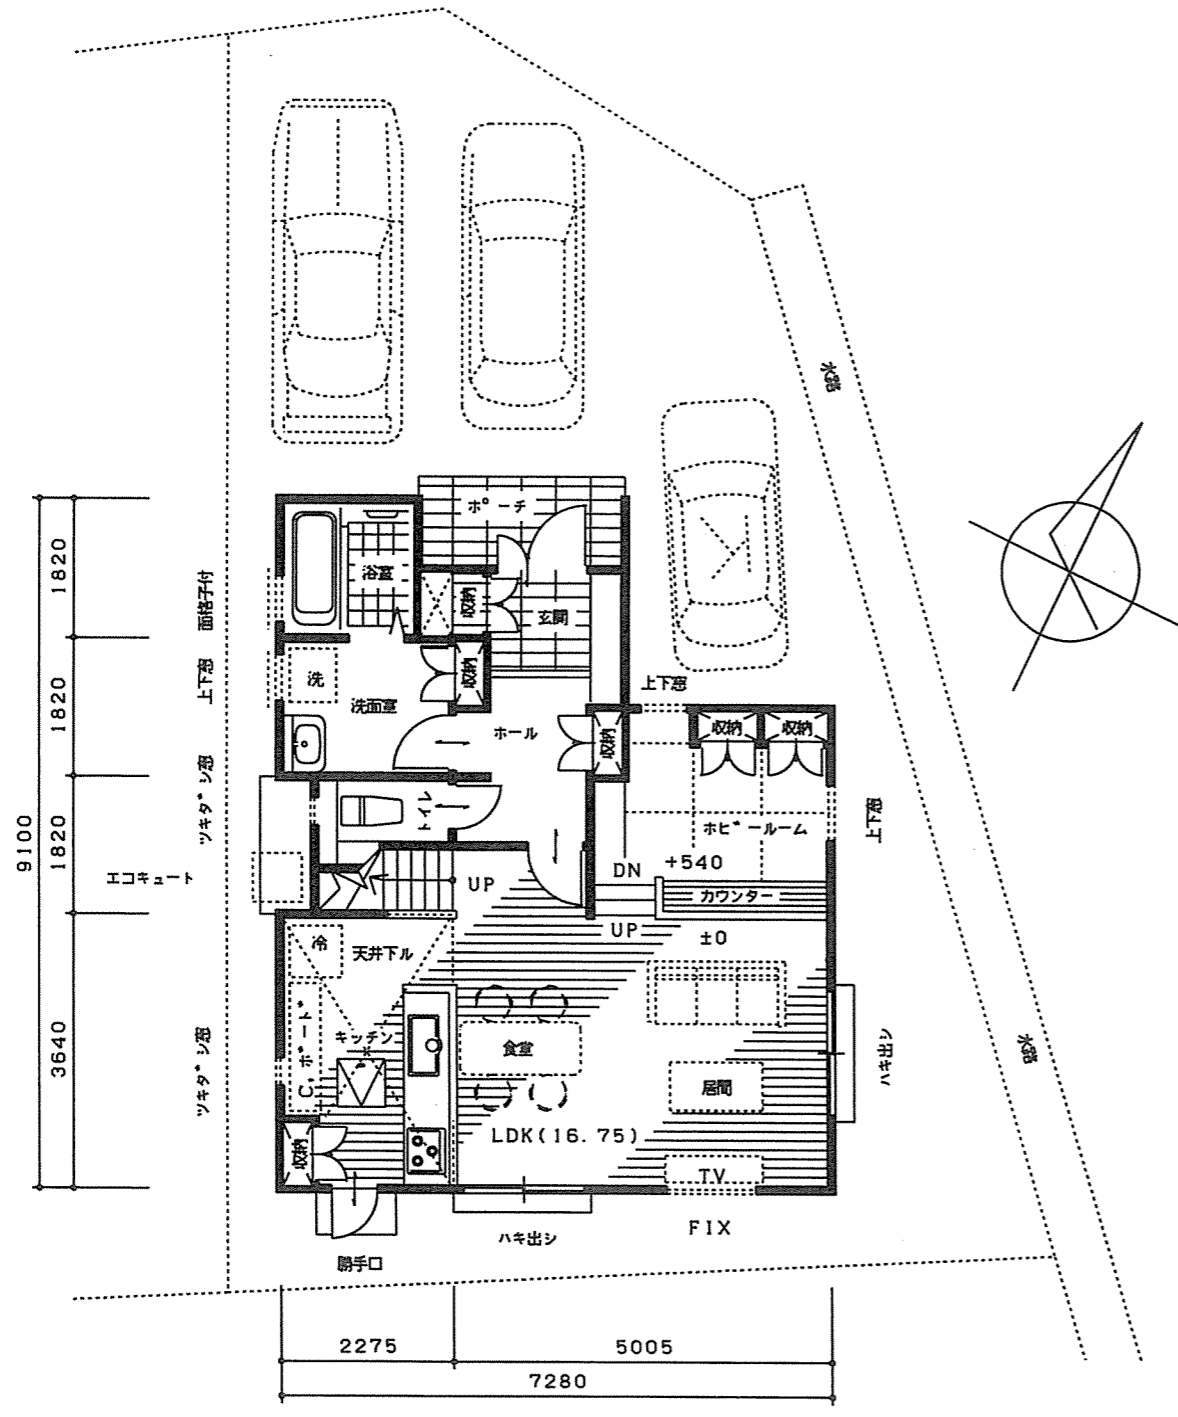 水路
ポーチ
浴室
収納
玄関
面格子付
1820
上下窓
洗
収納
洗面室
ホール
収納
上下窓
収納
収納
1820
ツキダシ窓
トイレ
ホビールーム
上下窓
9100
1820
エコキュート
UP
DN
+540
カウンター
UP
±0
冷
天井下ル
C.ボード
キッチン
食堂
居間
ハキ出シ
水路
3640
ツキダシ窓
LDK(16.75)
収納
TV
FIX
ハキ出シ
勝手口
2275
5005
7280